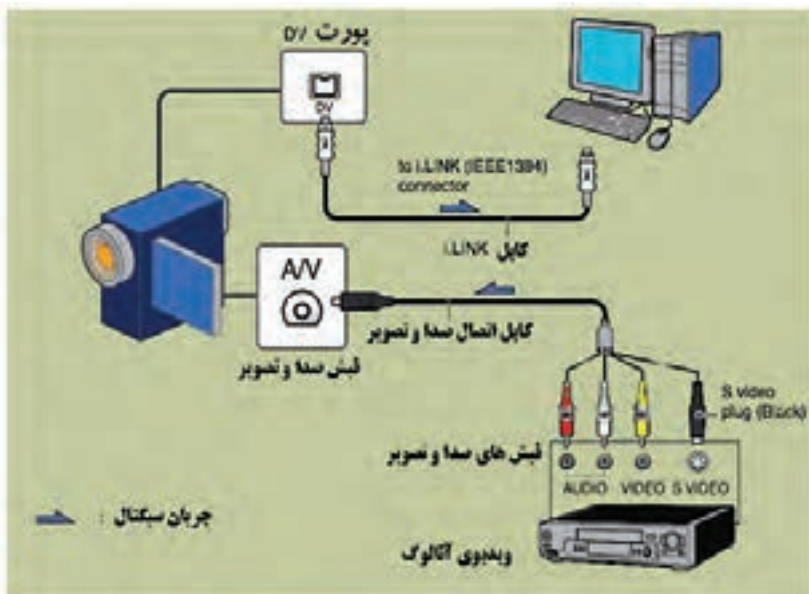 پورت DV
DV
to i.LINK (IEEE1394)
connector
کابل i.LINK
A/V
کابل اتصال صدا و تصویر
فیش صدا و تصویر
S video
plug (Black)
فیش های صدا و تصویر
AUDIO VIDEO S VIDEO
جریان سیگنال :
ویدیوی آنالوگ